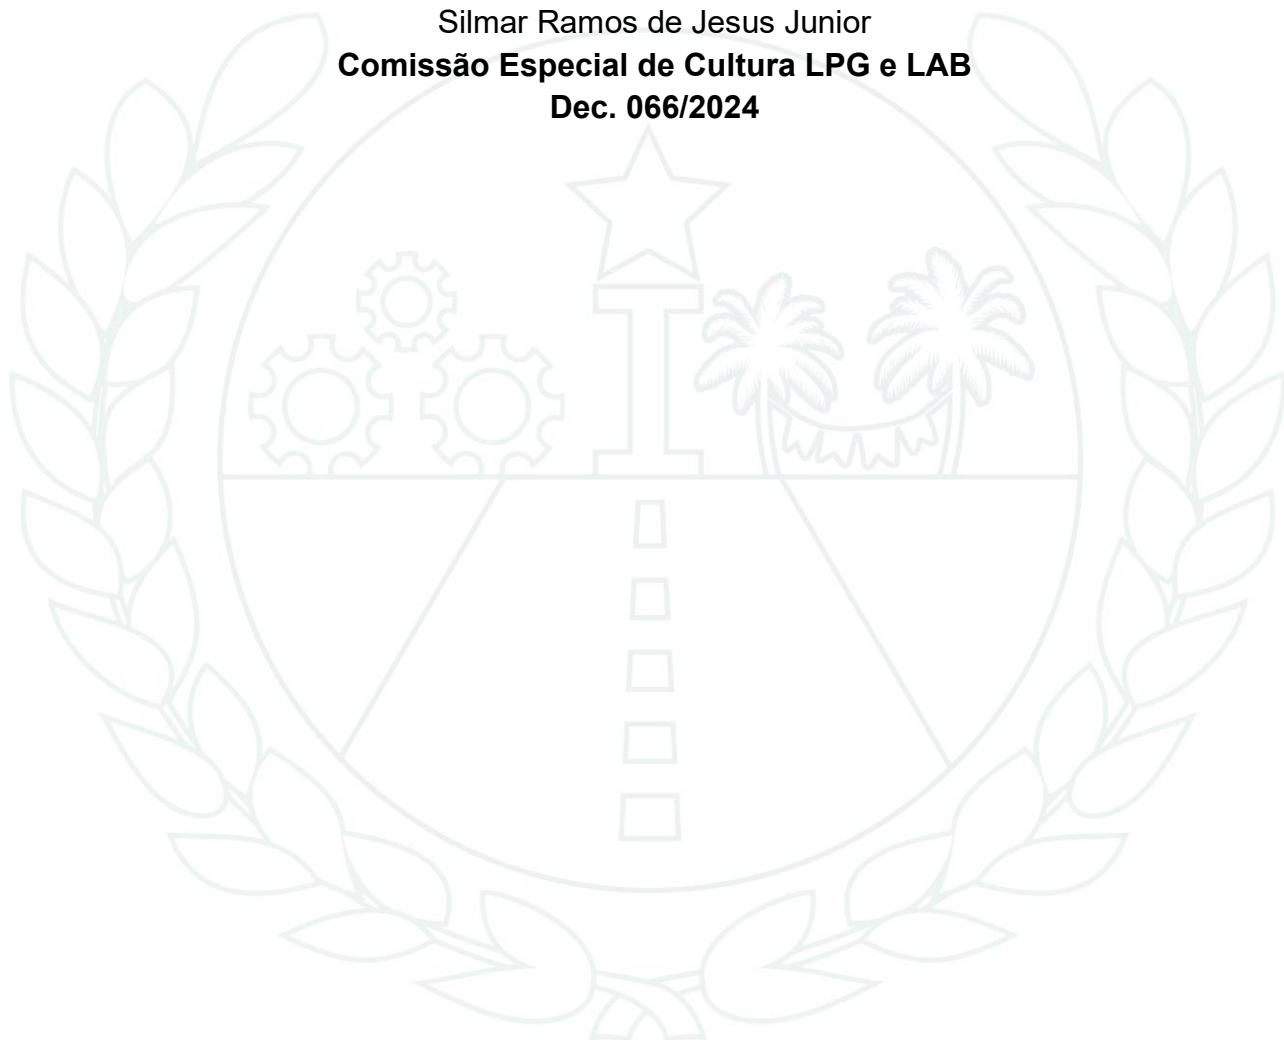 Silmar Ramos de Jesus Junior
Comissão Especial de Cultura LPG e LAB
Dec. 066/2024